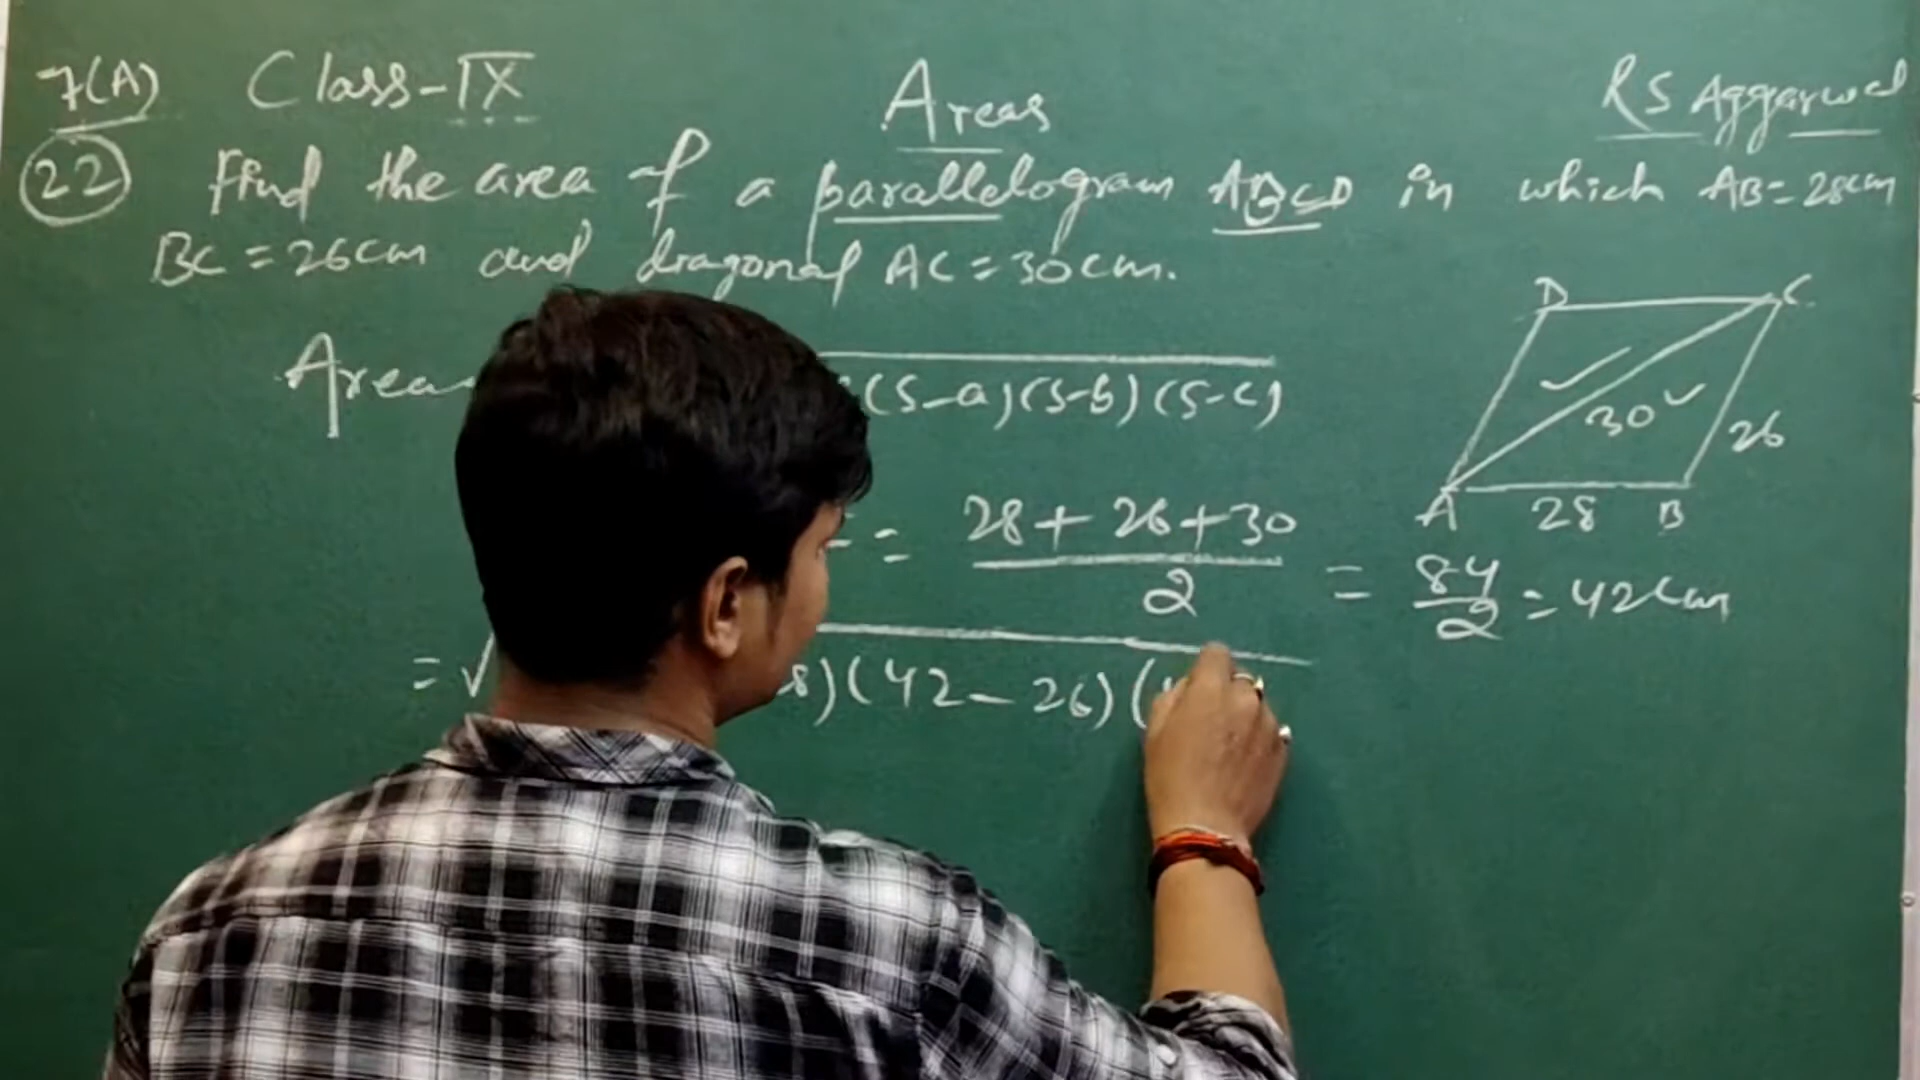 7(A) Class-IX Areas RS Aggarwal
22 Find the area of a parallelogram ABCD in which AB=28cm
BC=26cm and diagonal AC=30cm.
D C
Area (S-a)(S-b)(S-c)
30 26
A 28 B
= 28+26+30 / 2 = 84/2 = 42cm
=√ 8)(42-26)(